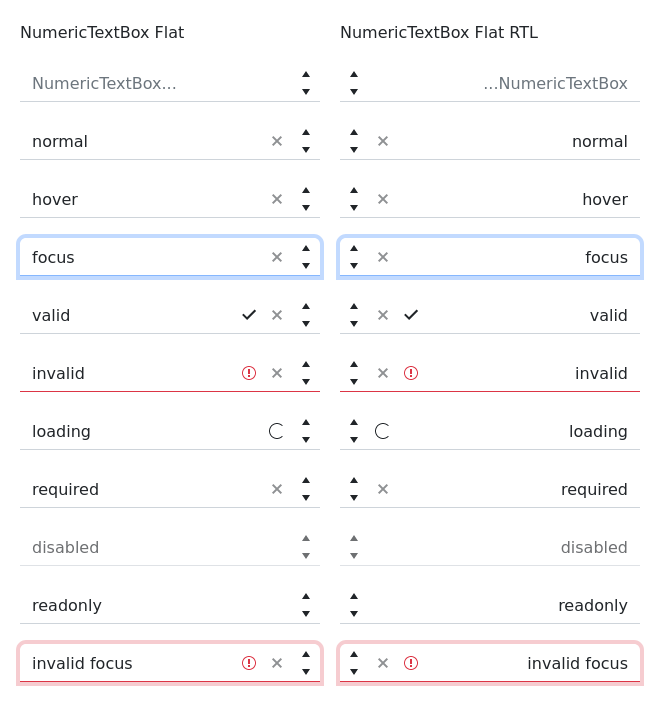 NumericTextBox Flat
NumericTextBox...
normal
hover
focus
valid
invalid
loading
required
disabled
readonly
invalid focus
NumericTextBox Flat RTL
...NumericTextBox
normal
hover
focus
valid
invalid
loading
required
disabled
readonly
invalid focus